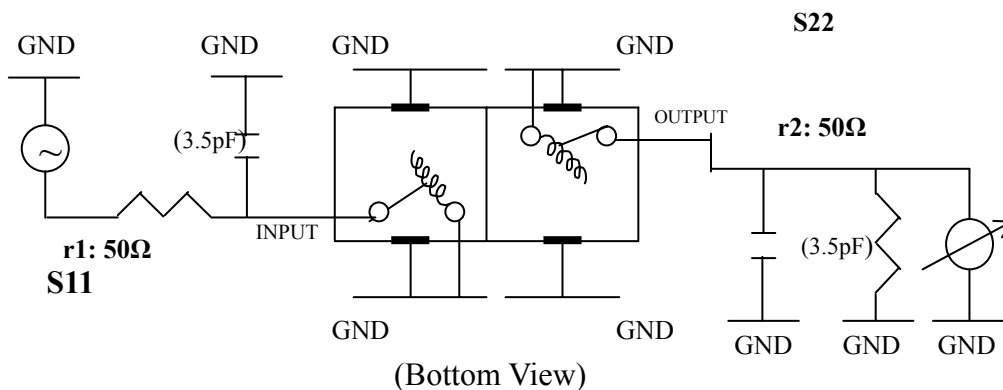 S22
GND
GND
GND
GND
(3.5pF)
OUTPUT
r2: 50Ω
INPUT
r1: 50Ω
S11
(3.5pF)
GND
GND
GND
GND
GND
(Bottom View)